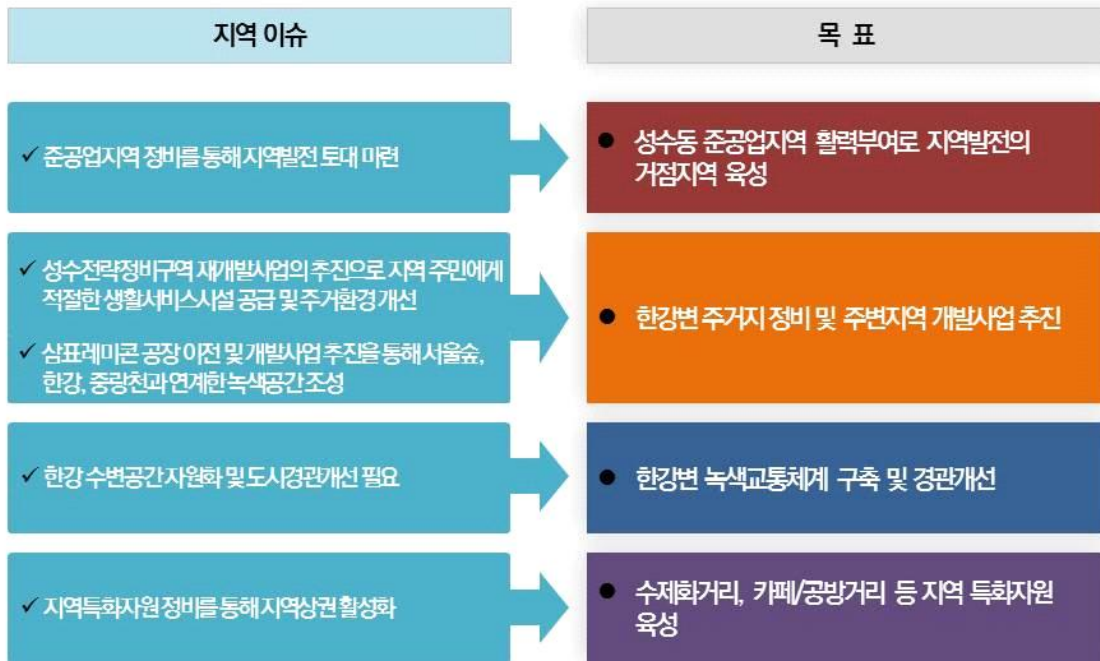 지역 이슈
목 표
✓ 준공업지역 정비를 통해 지역발전 토대 마련
● 성수동 준공업지역 활력부여로 지역발전의
거점지역 육성
✓ 성수전략정비구역 재개발사업의 추진으로 지역 주민에게
적절한 생활서비스시설 공급 및 주거환경 개선
✓ 삼표레미콘 공장 이전 및 개발사업 추진을 통해 서울숲,
한강, 중랑천과 연계한 녹색공간 조성
● 한강변 주거지 정비 및 주변지역 개발사업 추진
✓ 한강 수변공간 자원화 및 도시경관개선 필요
● 한강변 녹색교통체계 구축 및 경관개선
✓ 지역특화자원 정비를 통해 지역상권 활성화
● 수제화거리, 카페/공방거리 등 지역 특화자원
육성